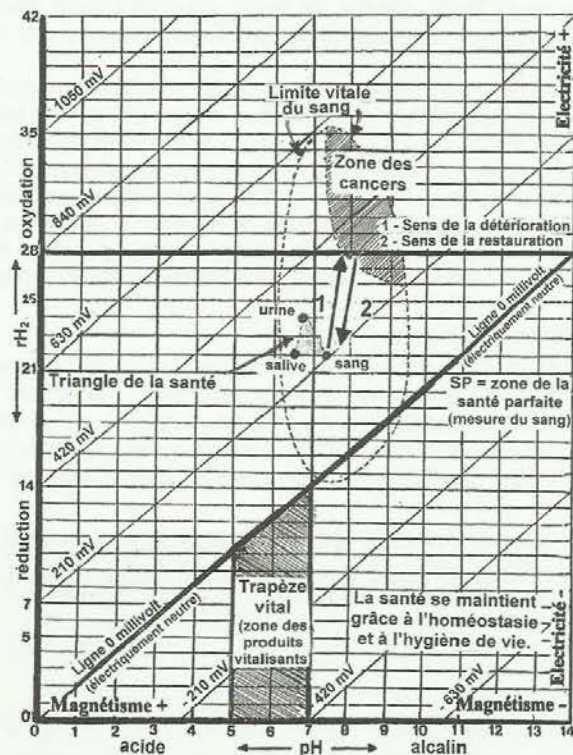 42
1050 mV
Electricité +
Limite vitale
du sang
35
Zone des
cancers
oxydation
840 mV
1 - Sens de la détérioration
2 - Sens de la restauration
28
25
rH2
630 mV
urine
1
2
Ligne 0 millivolt
(électriquement neutre)
Triangle de la santé
salive
sang
21
SP = zone de la
santé parfaite
(mesure du sang)
420 mV
14
réduction
210 mV
Trapèze
vital
(zone des
produits
vitalisants)
La santé se maintient
grâce à l'homéostasie
et à l'hygiène de vie.
7
5
Ligne 0 millivolt
(électriquement neutre)
Electricité -
0
Magnétisme +
- 210 mV
- 420 mV
- 630 mV
Magnétisme -
0 1 2 3 4 5 6 7 8 9 10 11 12 13 14
acide
pH
alcalin